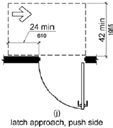 24 min
610
42 min
1065
(j)
latch approach, push side